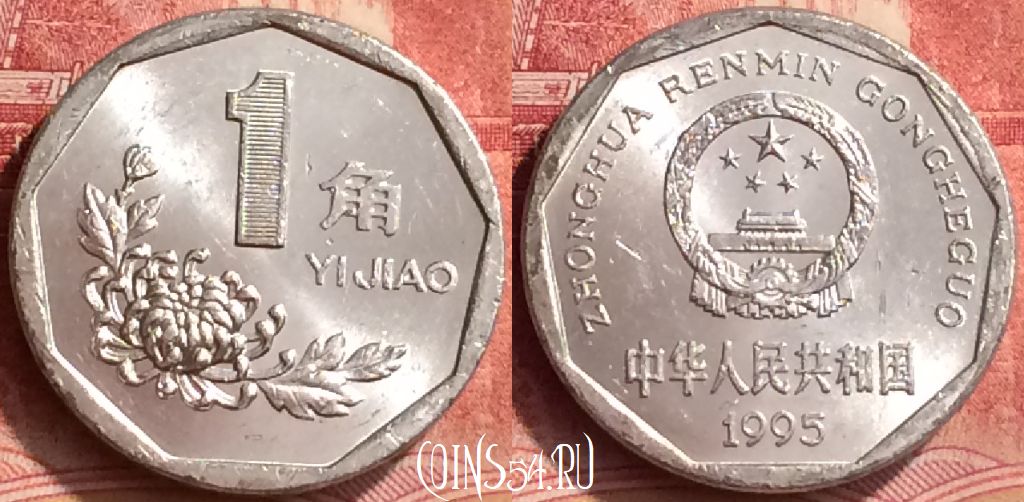 1角
YI JIAO
ZHONGHUA RENMIN GONGHEGUO
中华人民共和国
1995
COINS54.RU